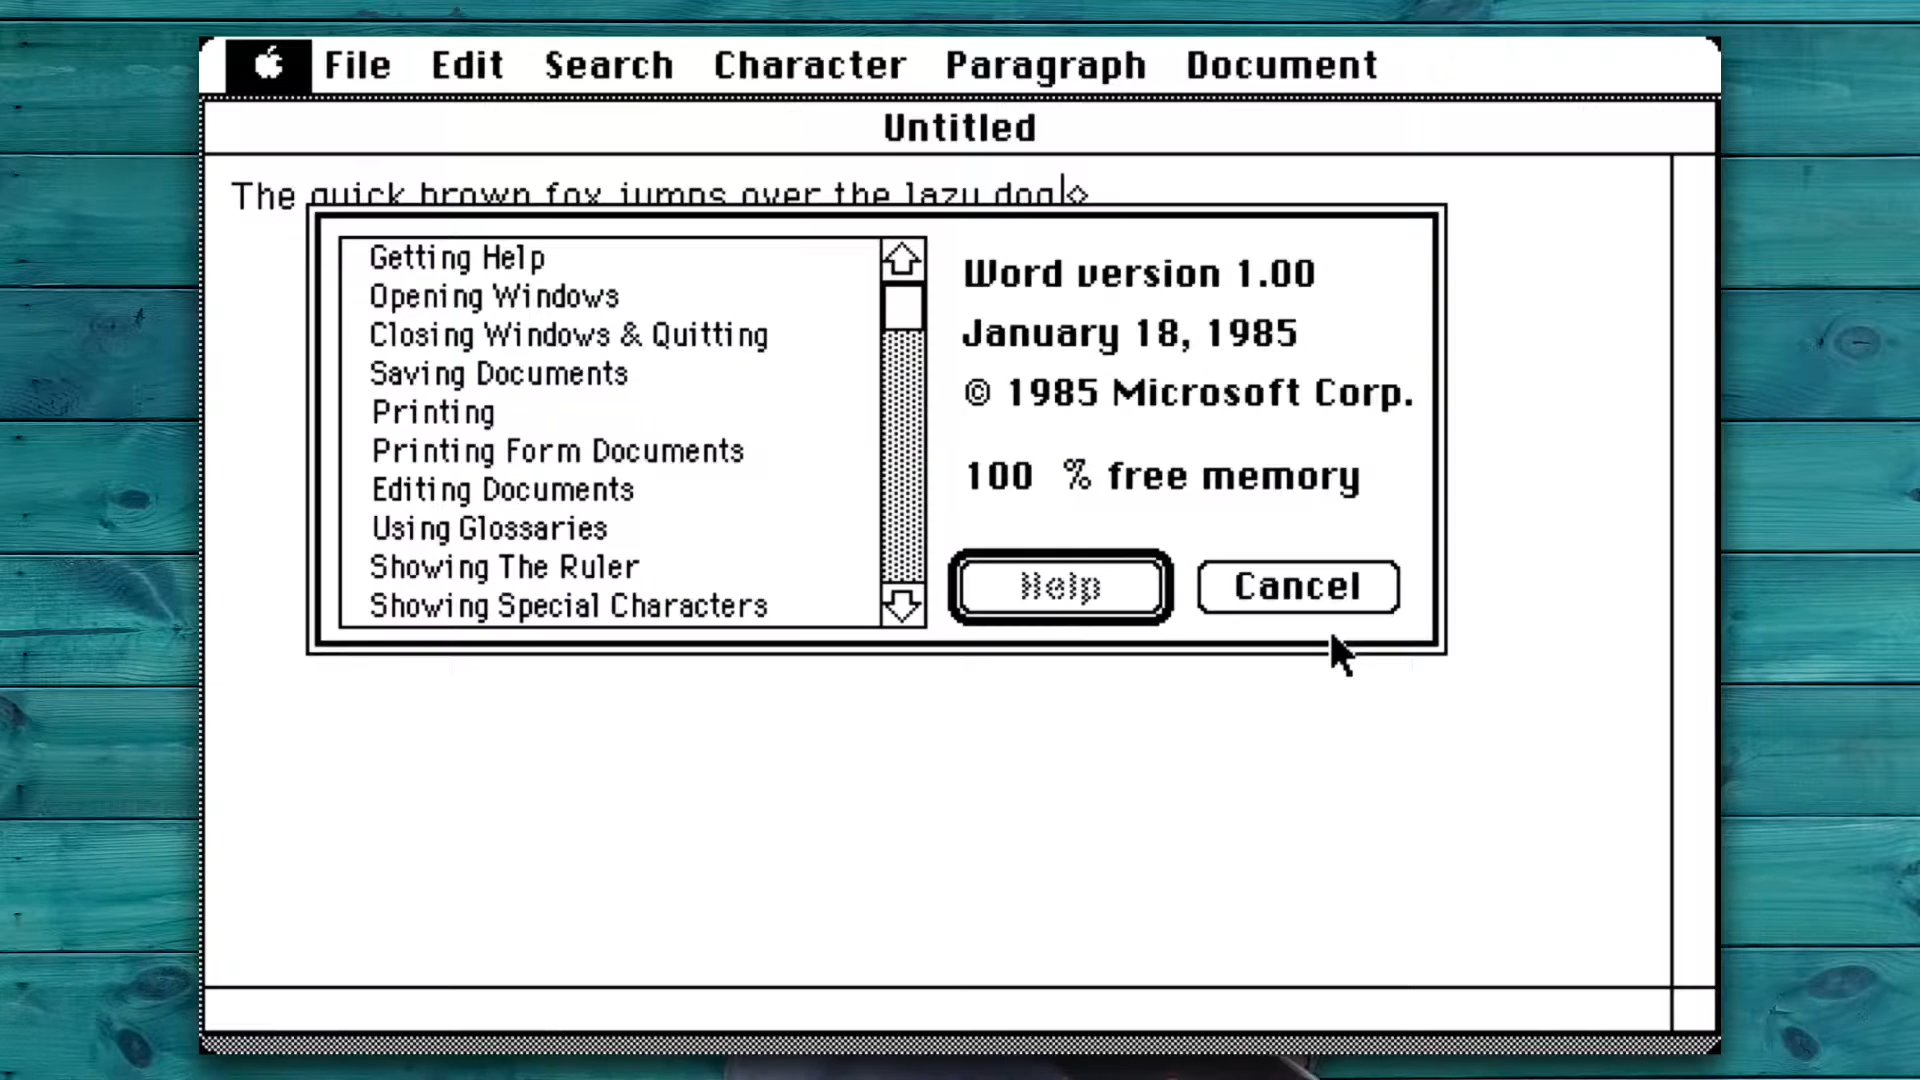 File Edit Search Character Paragraph Document
Untitled
The quick brown fox jumps over the lazy dog
Getting Help
Opening Windows
Closing Windows & Quitting
Saving Documents
Printing
Printing Form Documents
Editing Documents
Using Glossaries
Showing The Ruler
Showing Special Characters
Word version 1.00
January 18, 1985
© 1985 Microsoft Corp.
100 % free memory
Help Cancel